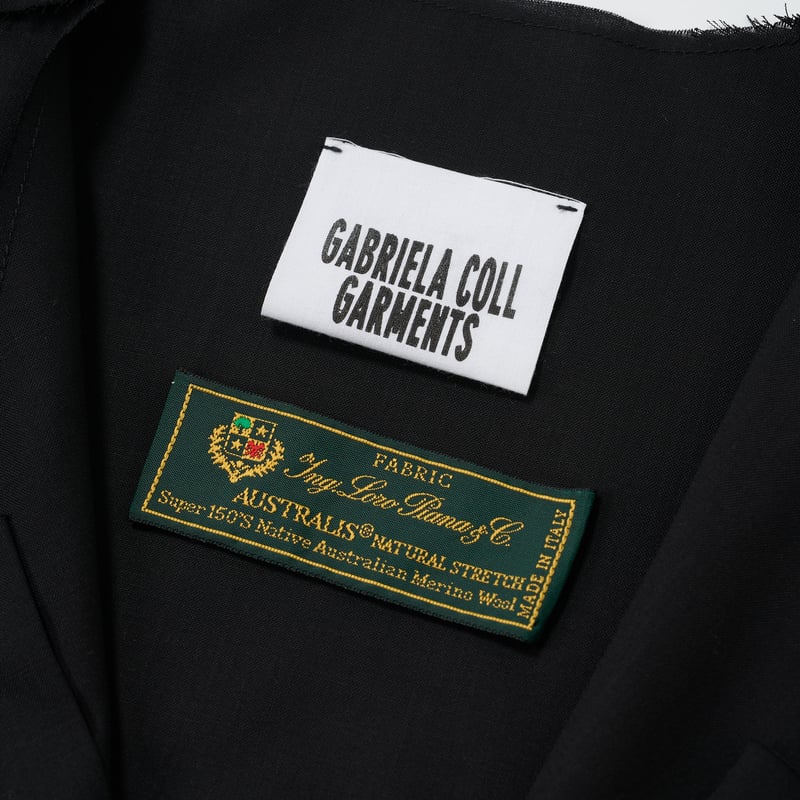 GABRIELA COLL
GARMENTS
FABRIC
Ing. Loro Piana & C.
AUSTRALIS® NATURAL STRETCH
Super 150'S Native Australian Merino Wool
MADE IN ITALY